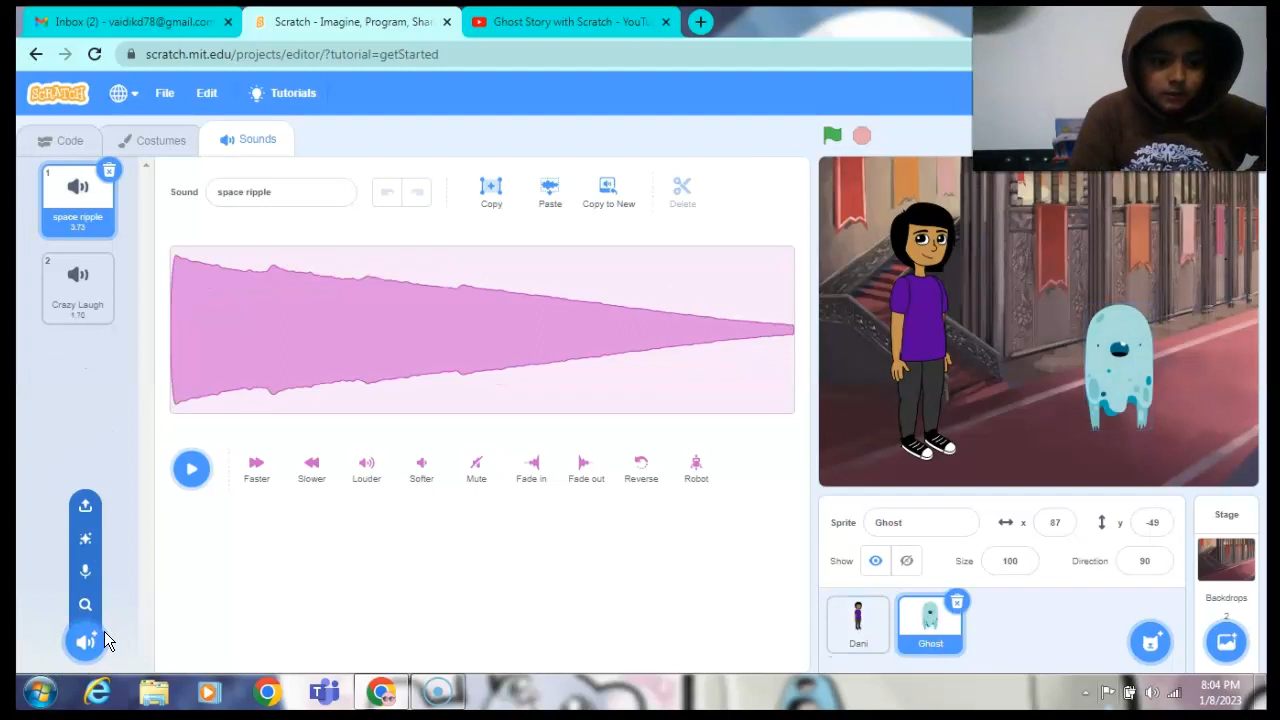 Inbox (2) - vaidikd78@gmail.com
Scratch - Imagine, Program, Shar
Ghost Story with Scratch - YouTu
scratch.mit.edu/projects/editor/?tutorial=getStarted
SCRATCH
File
Edit
Tutorials
Code
Costumes
Sounds
1
space ripple
3.73
2
Crazy Laugh
1.70
Sound
space ripple
Copy
Paste
Copy to New
Delete
Faster
Slower
Louder
Softer
Mute
Fade in
Fade out
Reverse
Robot
Sprite
Ghost
x
87
y
-49
Show
Size
100
Direction
90
Dani
Ghost
Stage
Backdrops
2
8:04 PM
1/8/2023